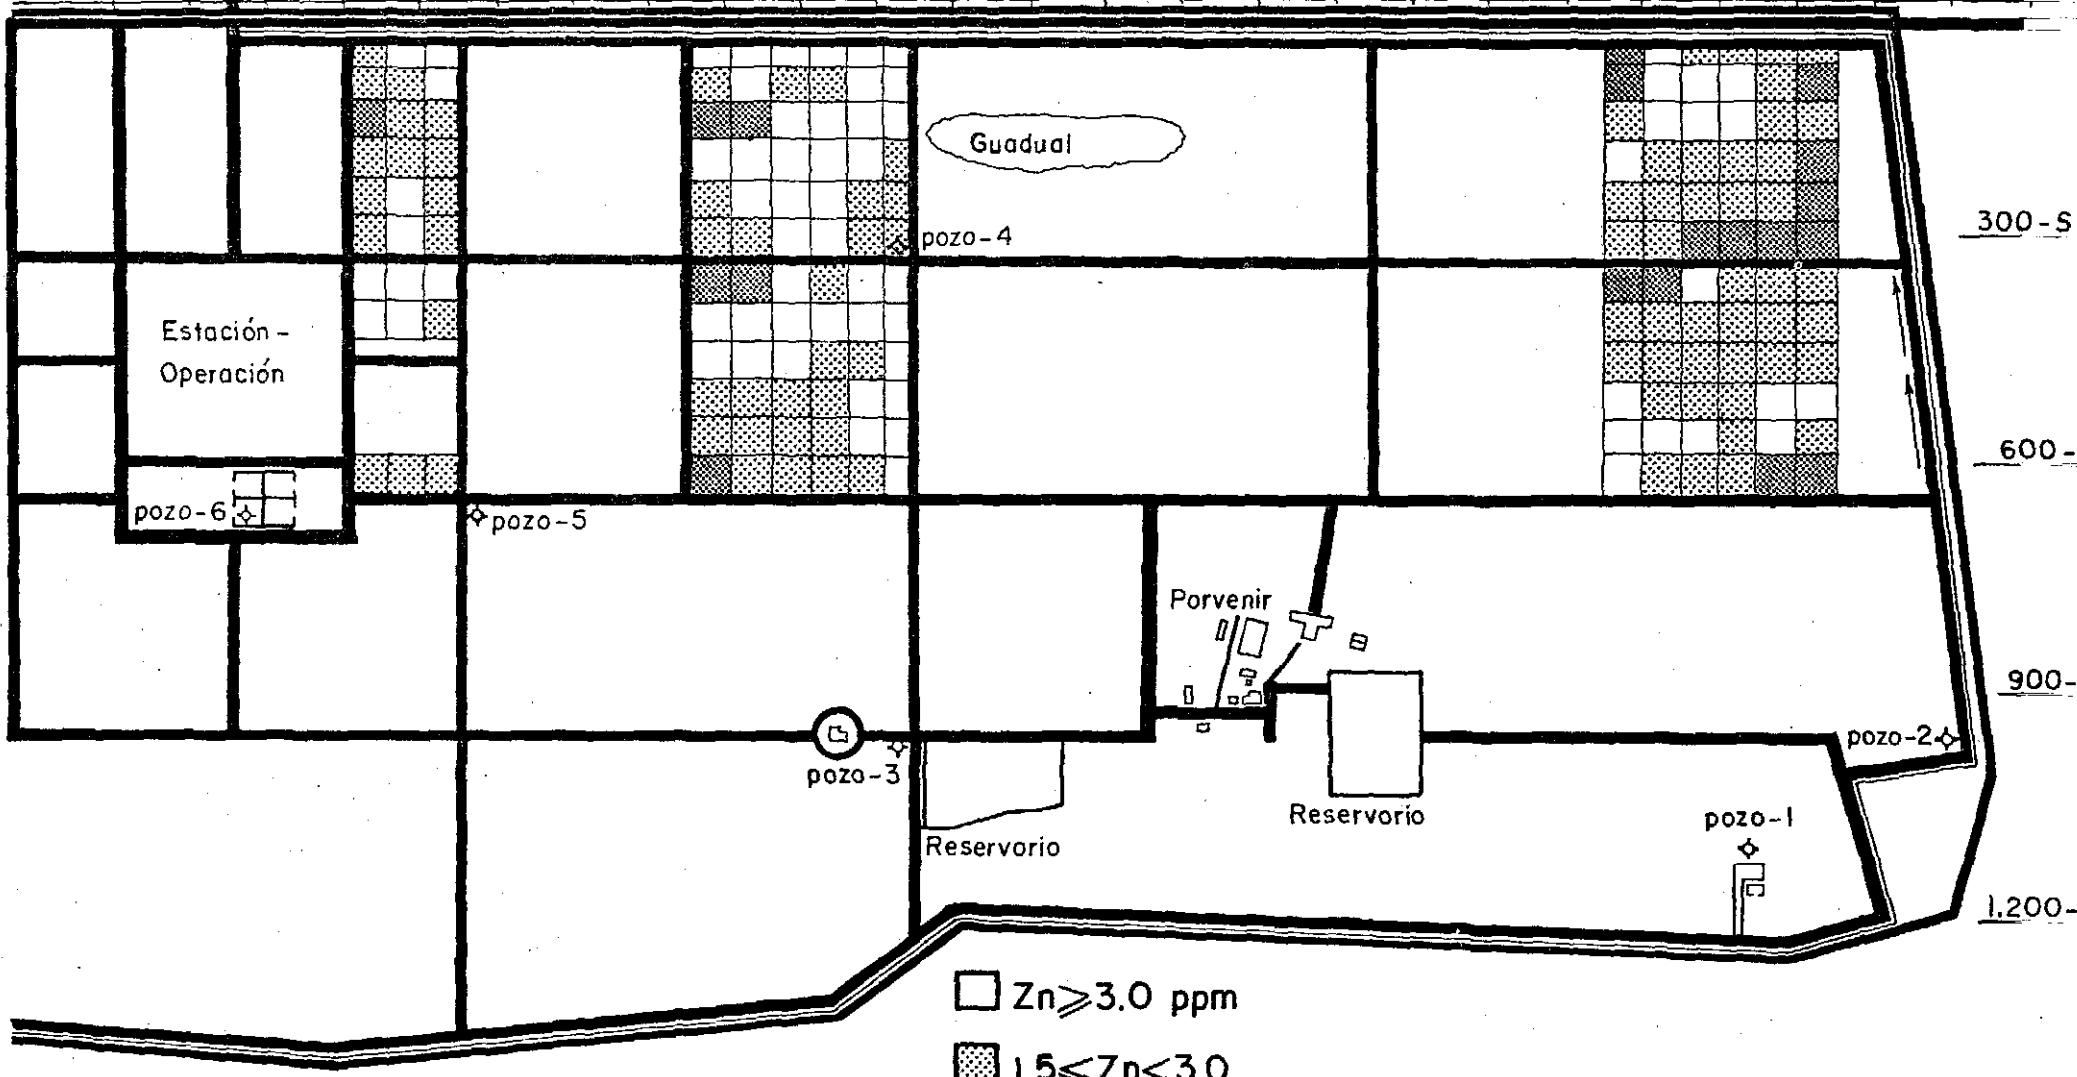 Guadual
pozo-4
300-S
Estación-
Operación
600-
pozo-6
pozo-5
Porvenir
900-
pozo-2
pozo-3
Reservorio
pozo-1
Reservorio
1.200-
Zn⩾3.0 ppm
1.5≤Zn<3.0